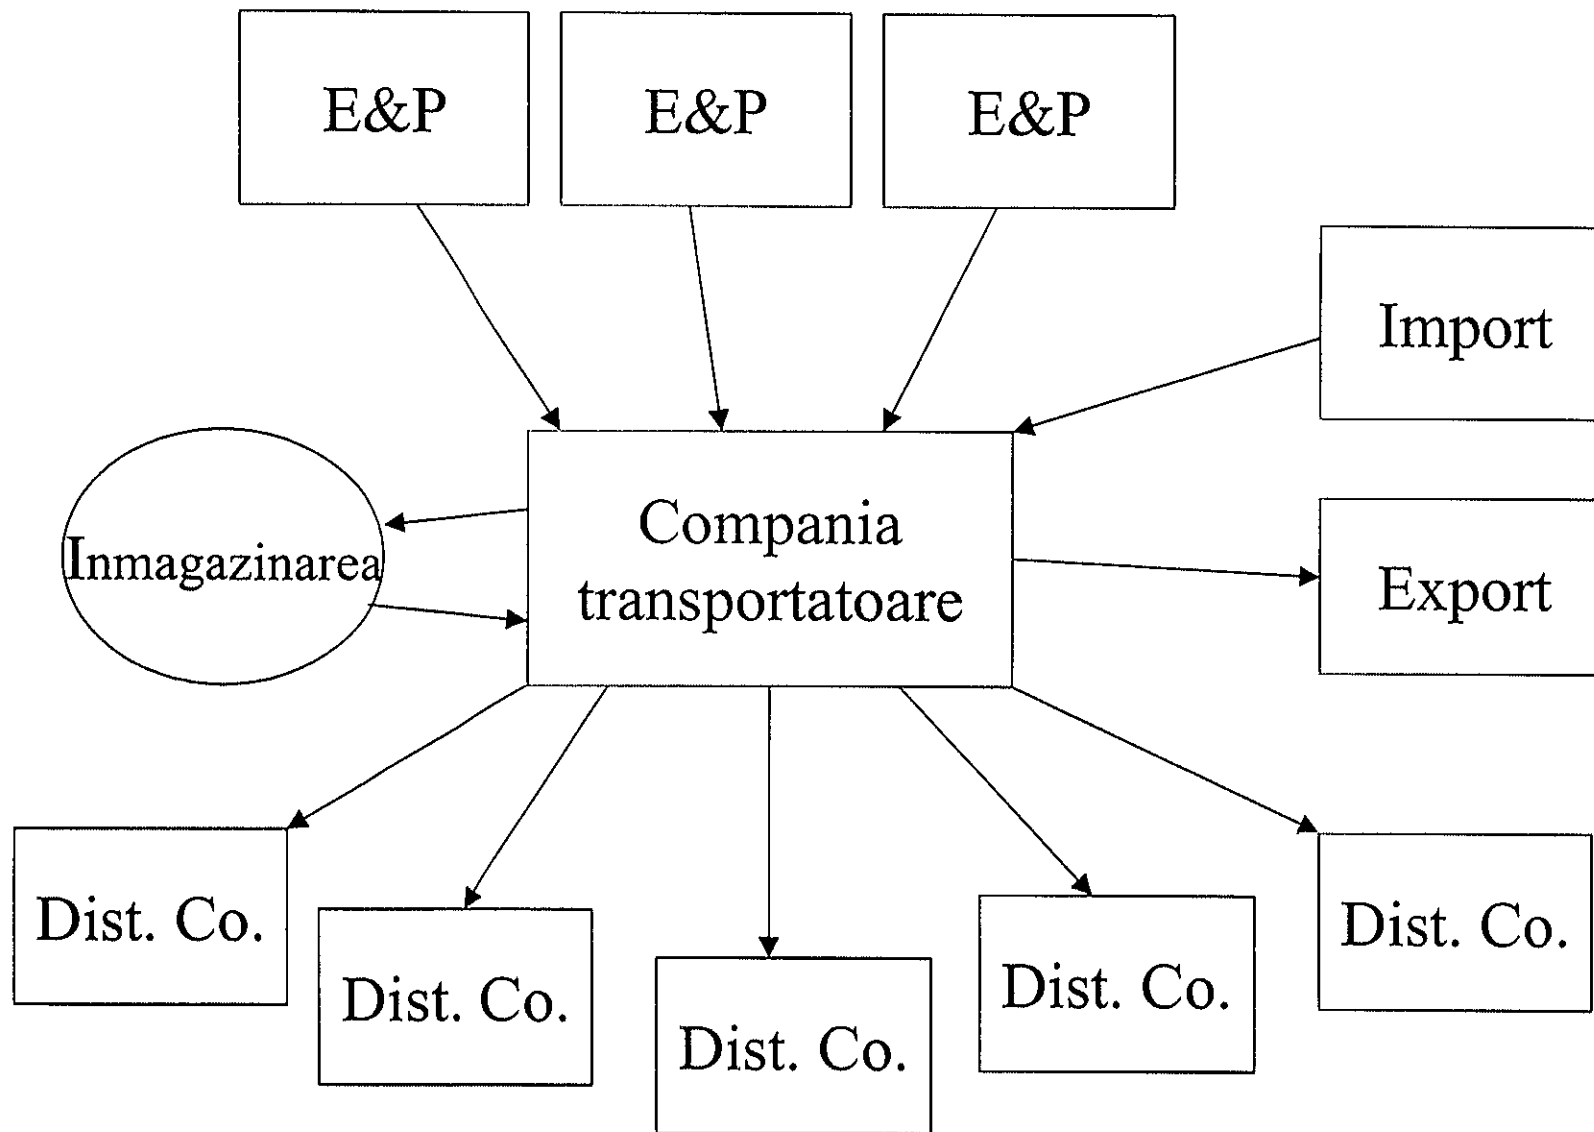 E&P
E&P
E&P
Import
Inmagazinarea
Compania
transportatoare
Export
Dist. Co.
Dist. Co.
Dist. Co.
Dist. Co.
Dist. Co.